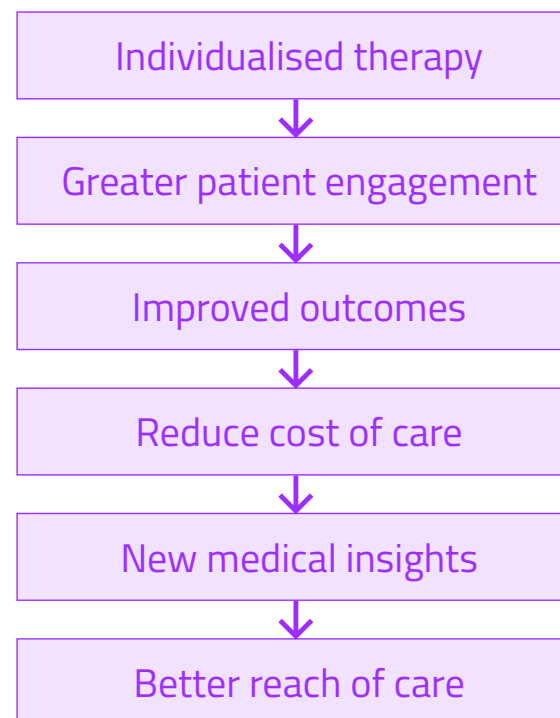 Individualised therapy
Greater patient engagement
Improved outcomes
Reduce cost of care
New medical insights
Better reach of care